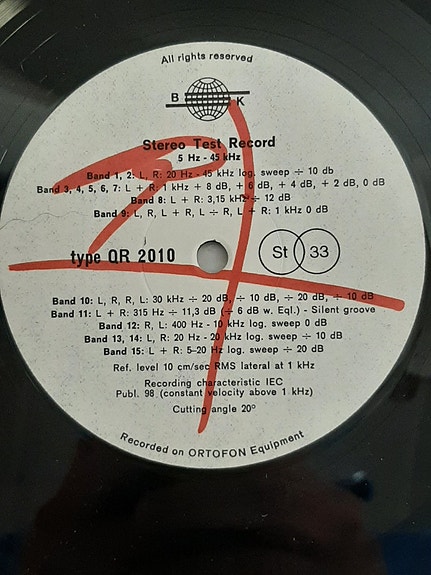 All rights reserved
B K
Stereo Test Record
5 Hz - 45 kHz
Band 1, 2: L, R: 20 Hz - 45 kHz log. sweep ÷ 10 db
Band 3, 4, 5, 6, 7: L + R: 1 kHz + 8 dB, + 6 dB, + 4 dB, + 2 dB, 0 dB
Band 8: L + R: 3,15 kHz ÷ 12 dB
Band 9: L, R, L + R, L ÷ R, L + R: 1 kHz 0 dB
type QR 2010
St 33
Band 10: L, R, R, L: 30 kHz ÷ 20 dB, ÷ 10 dB, ÷ 20 dB, ÷ 10 dB
Band 11: L + R: 315 Hz ÷ 11,3 dB (÷ 6 dB w. Eql.) - Silent groove
Band 12: R, L: 400 Hz - 10 kHz log. sweep 0 dB
Band 13, 14: L, R: 20 Hz - 20 kHz log. sweep ÷ 10 dB
Band 15: L + R: 5-20 Hz log. sweep ÷ 20 dB
Ref. level 10 cm/sec RMS lateral at 1 kHz
Recording characteristic IEC
Publ. 98 (constant velocity above 1 kHz)
Cutting angle 20°
Recorded on ORTOFON Equipment